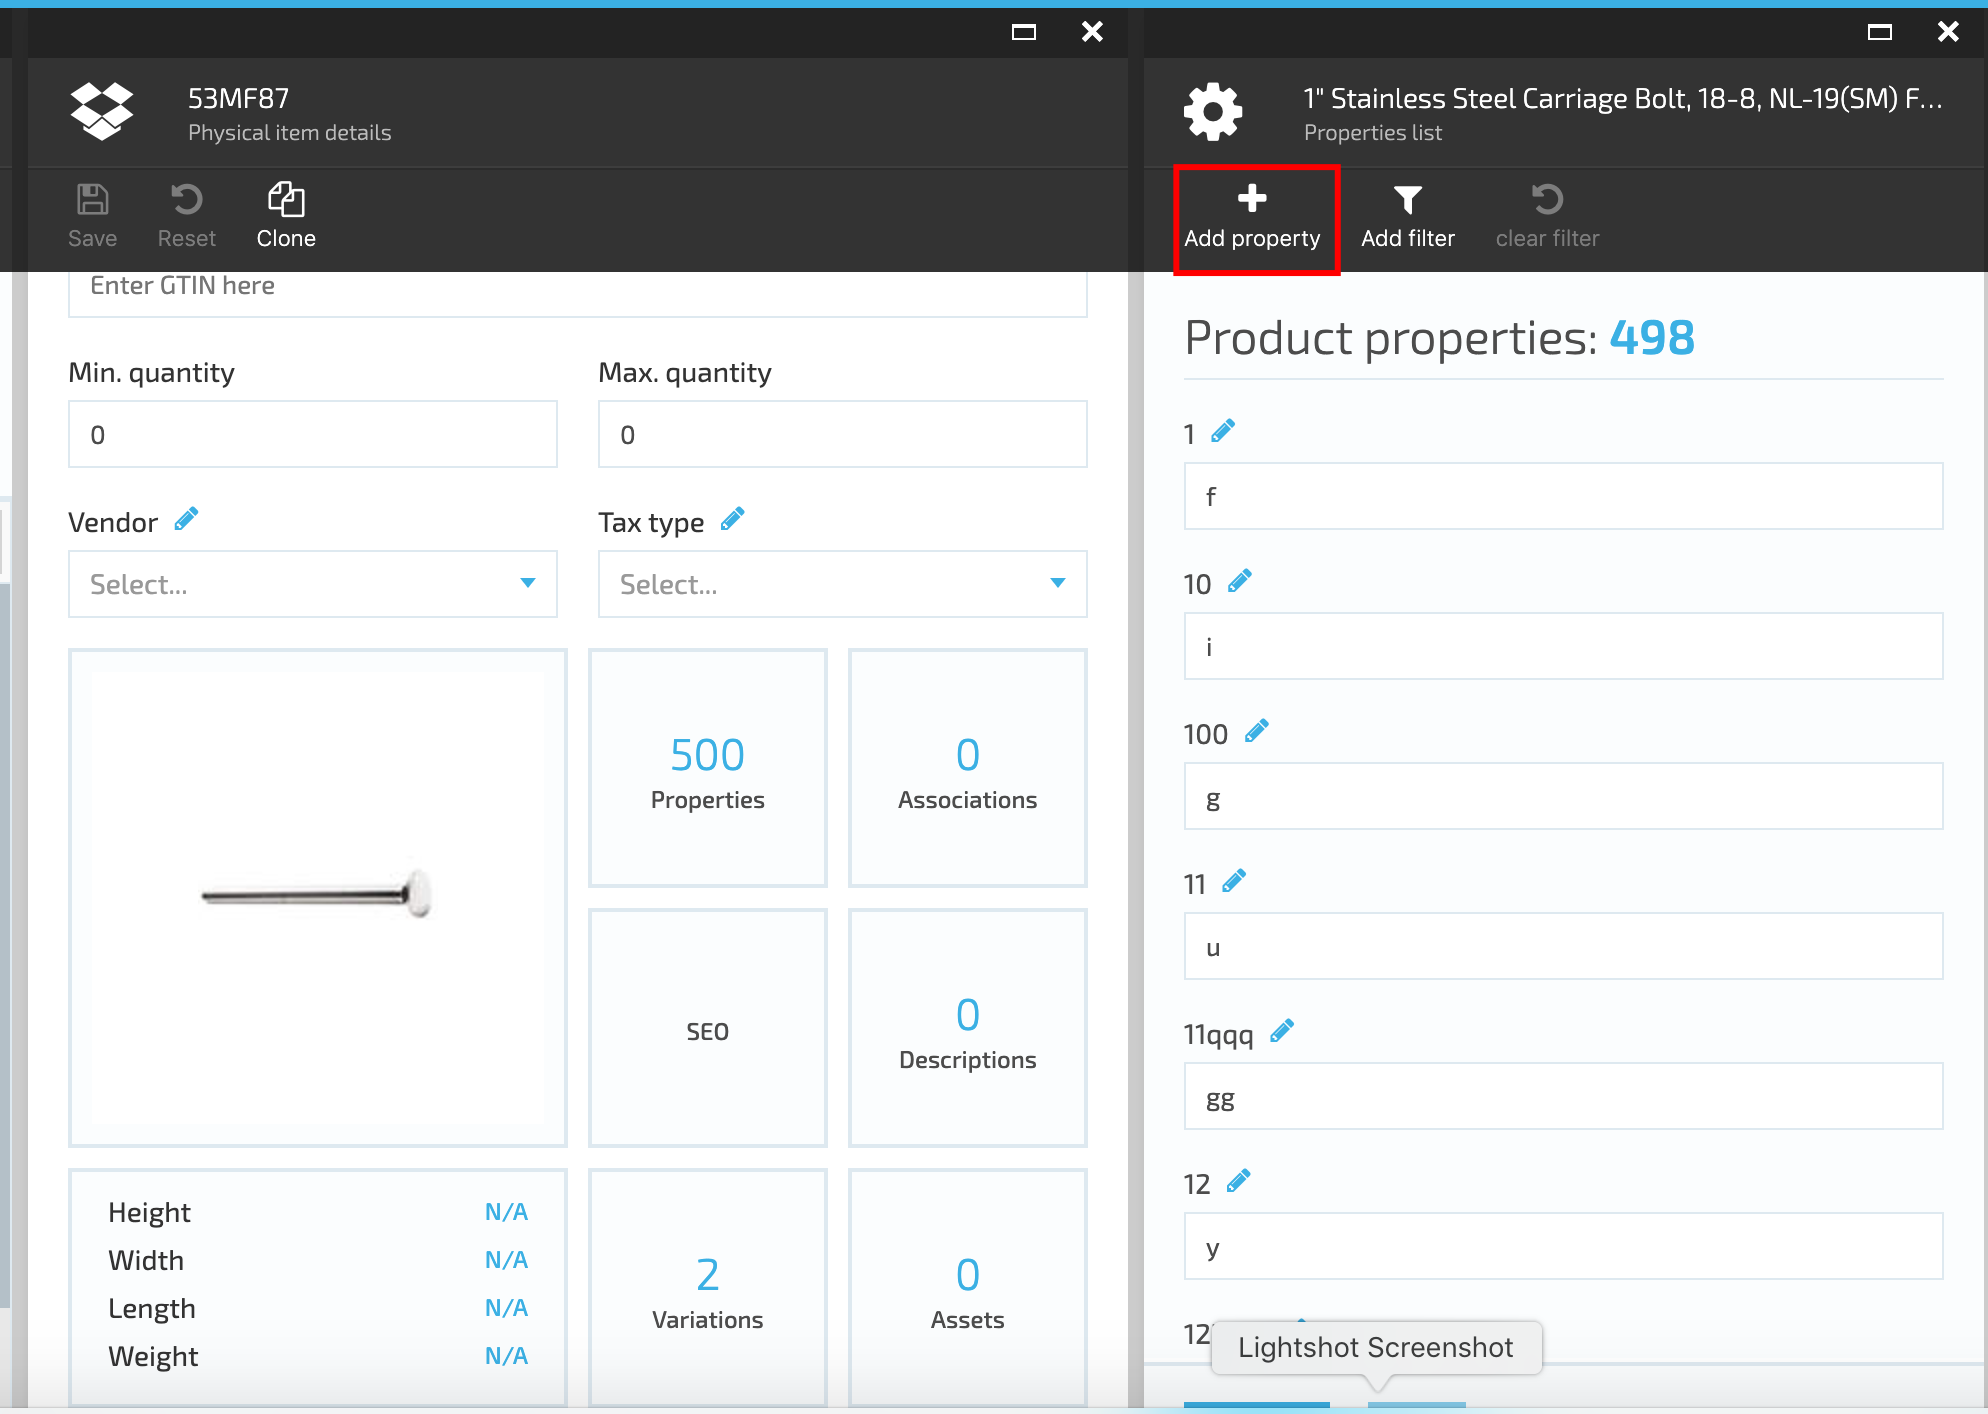 53MF87
Physical item details
Save
Reset
Clone
Enter GTIN here
Min. quantity
Max. quantity
0
0
Vendor
Tax type
Select...
Select...
500
Properties
0
Associations
SEO
0
Descriptions
Height N/A
Width N/A
Length N/A
Weight N/A
2
Variations
0
Assets
1" Stainless Steel Carriage Bolt, 18-8, NL-19(SM) F...
Properties list
Add property
Add filter
clear filter
Product properties: 498
1
f
10
i
100
g
11
u
11qqq
gg
12
y
Lightshot Screenshot